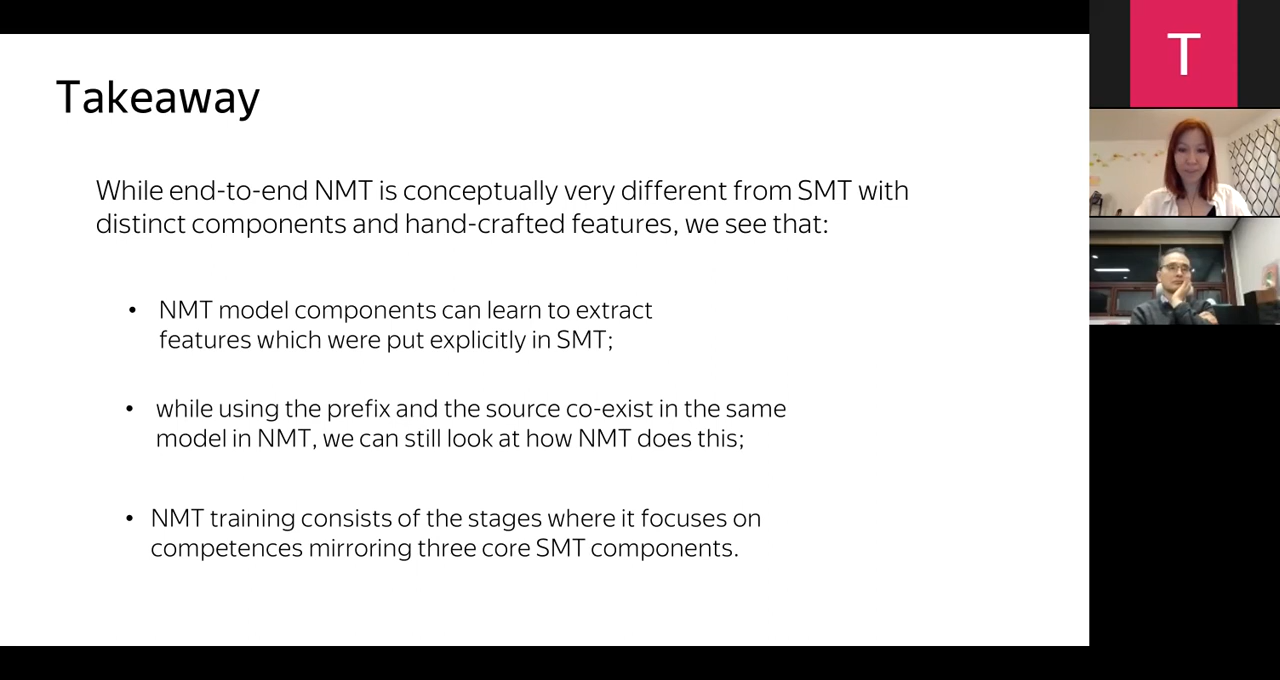 Takeaway
While end-to-end NMT is conceptually very different from SMT with
distinct components and hand-crafted features, we see that:
• NMT model components can learn to extract
features which were put explicitly in SMT;
• while using the prefix and the source co-exist in the same
model in NMT, we can still look at how NMT does this;
• NMT training consists of the stages where it focuses on
competences mirroring three core SMT components.
T